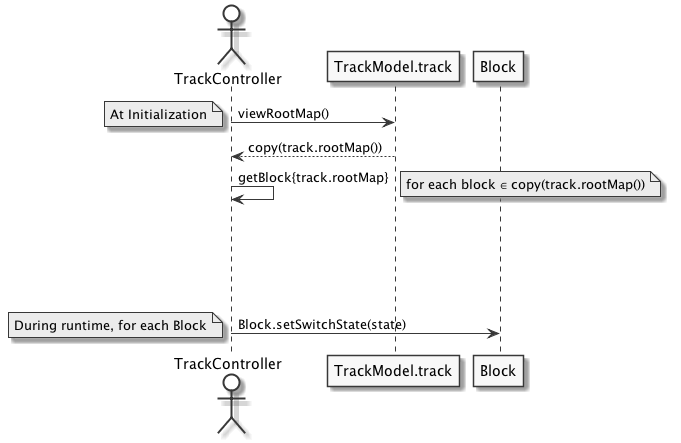 TrackController
TrackModel.track
Block
At Initialization
viewRootMap()
copy(track.rootMap())
getBlock{track.rootMap}
for each block ∈ copy(track.rootMap())
During runtime, for each Block
Block.setSwitchState(state)
TrackController
TrackModel.track
Block